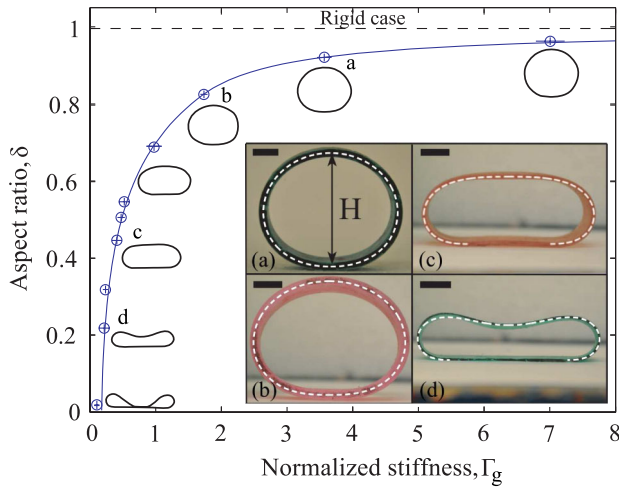 Rigid case
1
0.8
0.6
0.4
0.2
0
Aspect ratio, δ
a
b
c
d
H
(a)
(b)
(c)
(d)
0 1 2 3 4 5 6 7 8
Normalized stiffness, Γg